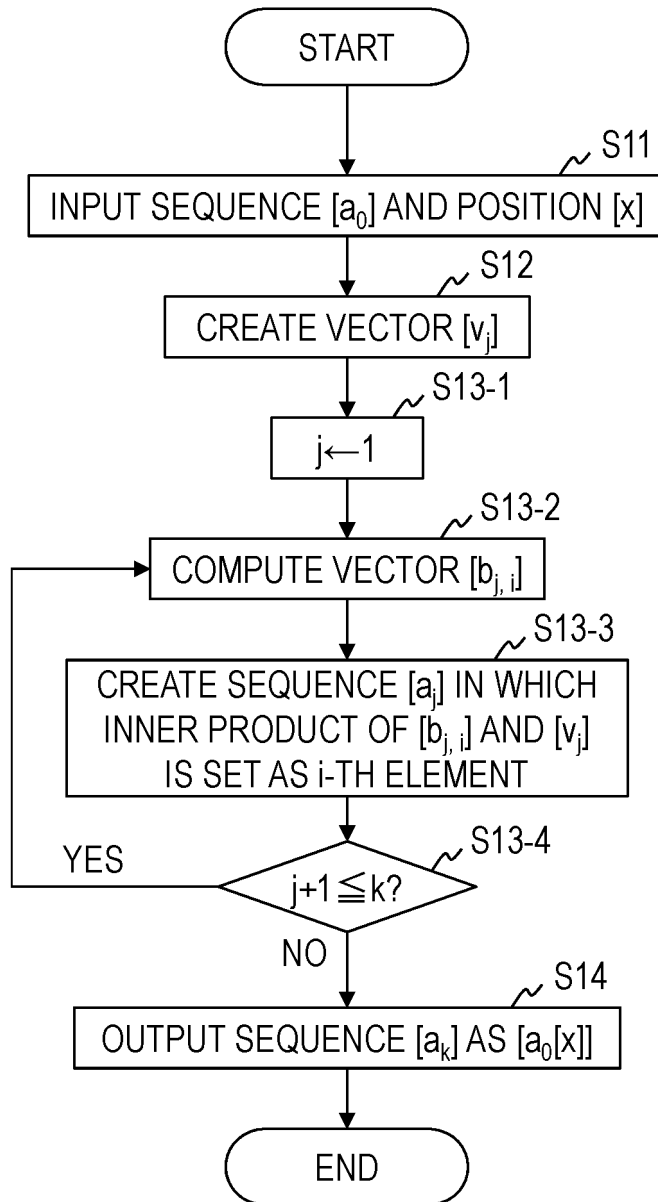 START
S11
INPUT SEQUENCE [a₀] AND POSITION [x]
S12
CREATE VECTOR [vⱼ]
S13-1
j←1
S13-2
COMPUTE VECTOR [bⱼ, ᵢ]
S13-3
CREATE SEQUENCE [aⱼ] IN WHICH
INNER PRODUCT OF [bⱼ, ᵢ] AND [vⱼ]
IS SET AS i-TH ELEMENT
S13-4
YES
j+1≦k?
NO
S14
OUTPUT SEQUENCE [aₖ] AS [a₀[x]]
END